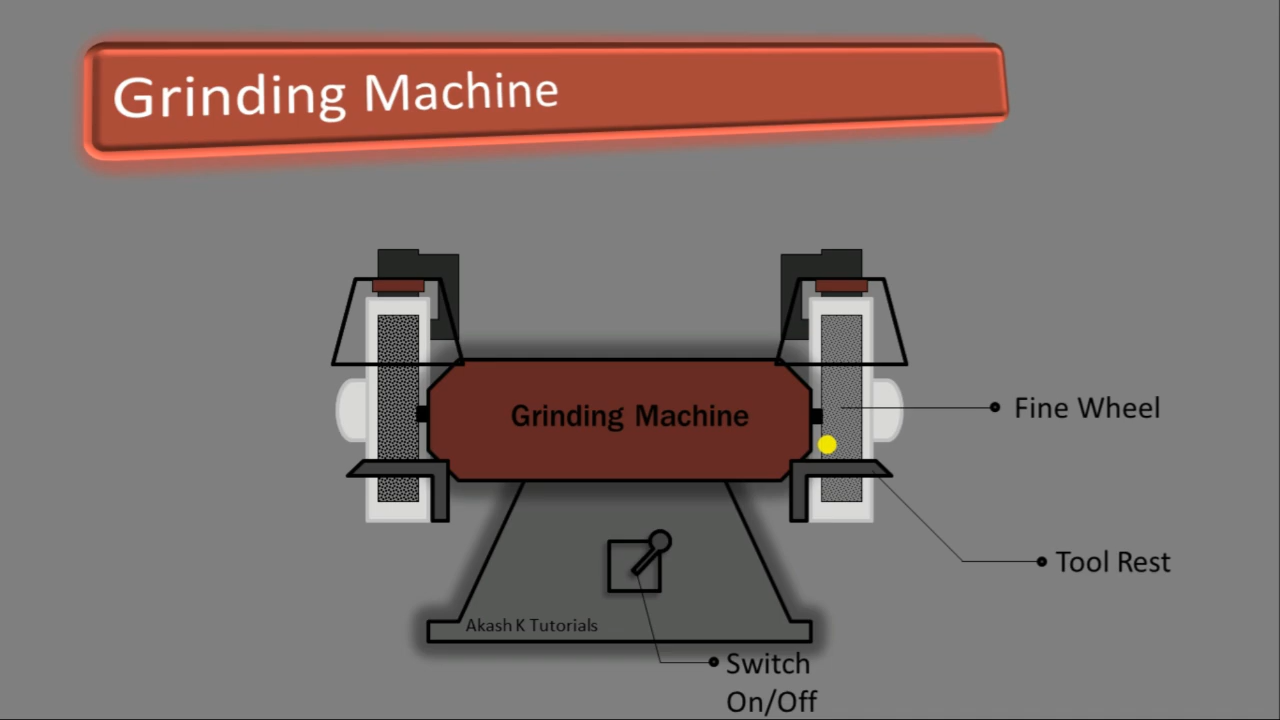 Grinding Machine
Grinding Machine
Fine Wheel
Tool Rest
Akash K Tutorials
Switch
On/Off